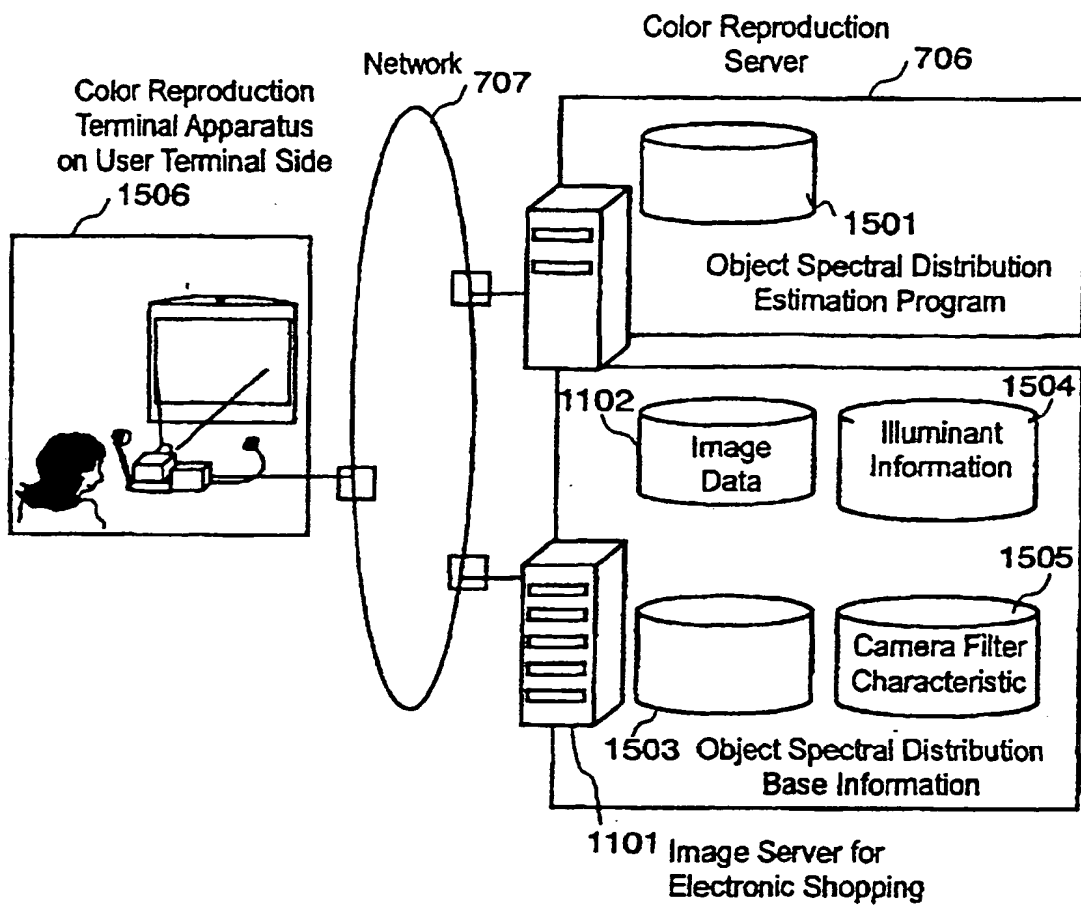 Color Reproduction
Terminal Apparatus
on User Terminal Side
1506
Network
707
Color Reproduction
Server
706
1501
Object Spectral Distribution
Estimation Program
1102
Image
Data
1504
Illuminant
Information
1505
Camera Filter
Characteristic
1503
Object Spectral Distribution
Base Information
1101
Image Server for
Electronic Shopping